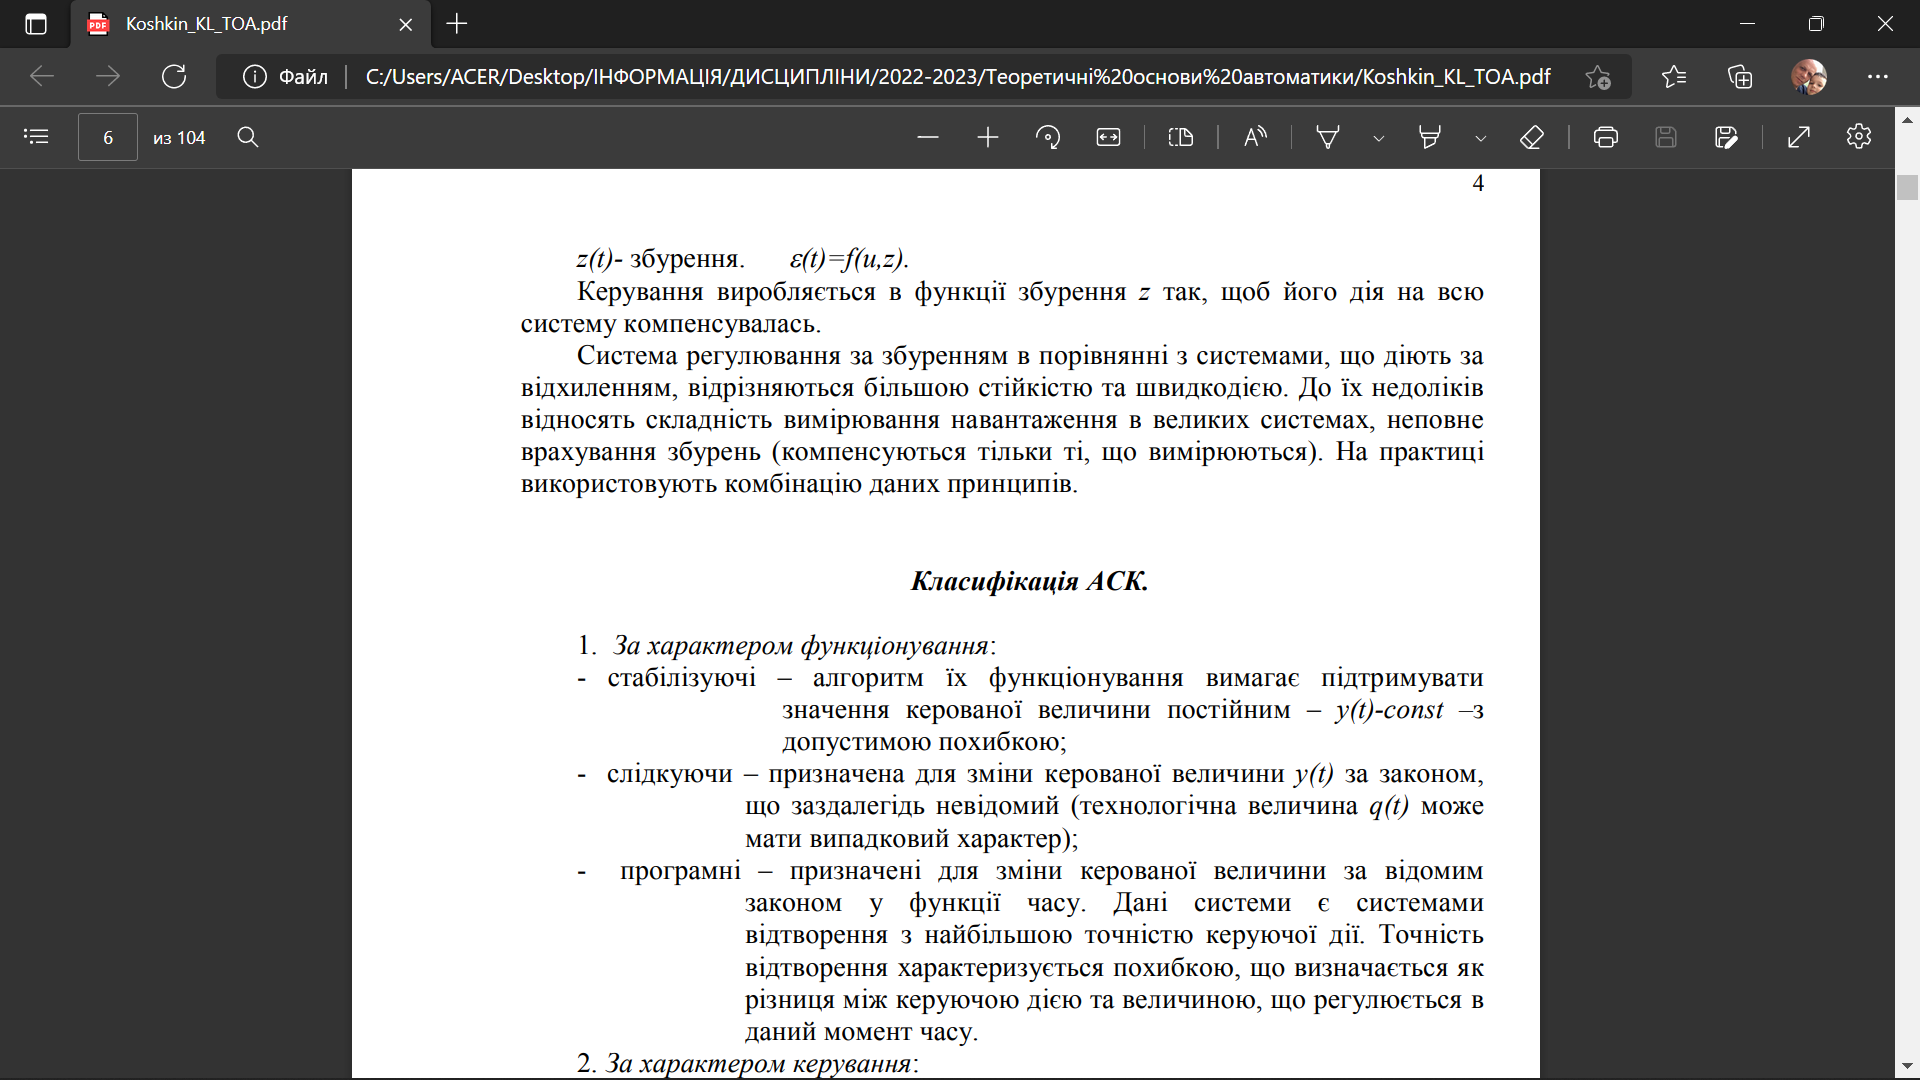 Koshkin_KL_TOA.pdf
Файл
C:/Users/ACER/Desktop/ІНФОРМАЦІЯ/ДИСЦИПЛІНИ/2022-2023/Теоретичні%20основи%20автоматики/Koshkin_KL_TOA.pdf
6 из 104
4
z(t)- збурення. ε(t)=f(u,z).
Керування виробляється в функції збурення z так, щоб його дія на всю
систему компенсувалась.
Система регулювання за збуренням в порівнянні з системами, що діють за
відхиленням, відрізняються більшою стійкістю та швидкодією. До їх недоліків
відносять складність вимірювання навантаження в великих системах, неповне
врахування збурень (компенсуються тільки ті, що вимірюються). На практиці
використовують комбінацію даних принципів.
Класифікація АСК.
1. За характером функціонування:
- стабілізуючі – алгоритм їх функціонування вимагає підтримувати
значення керованої величини постійним – y(t)-const –з
допустимою похибкою;
- слідкуючи – призначена для зміни керованої величини y(t) за законом,
що заздалегідь невідомий (технологічна величина q(t) може
мати випадковий характер);
- програмні – призначені для зміни керованої величини за відомим
законом у функції часу. Дані системи є системами
відтворення з найбільшою точністю керуючої дії. Точність
відтворення характеризується похибкою, що визначається як
різниця між керуючою дією та величиною, що регулюється в
даний момент часу.
2. За характером керування: